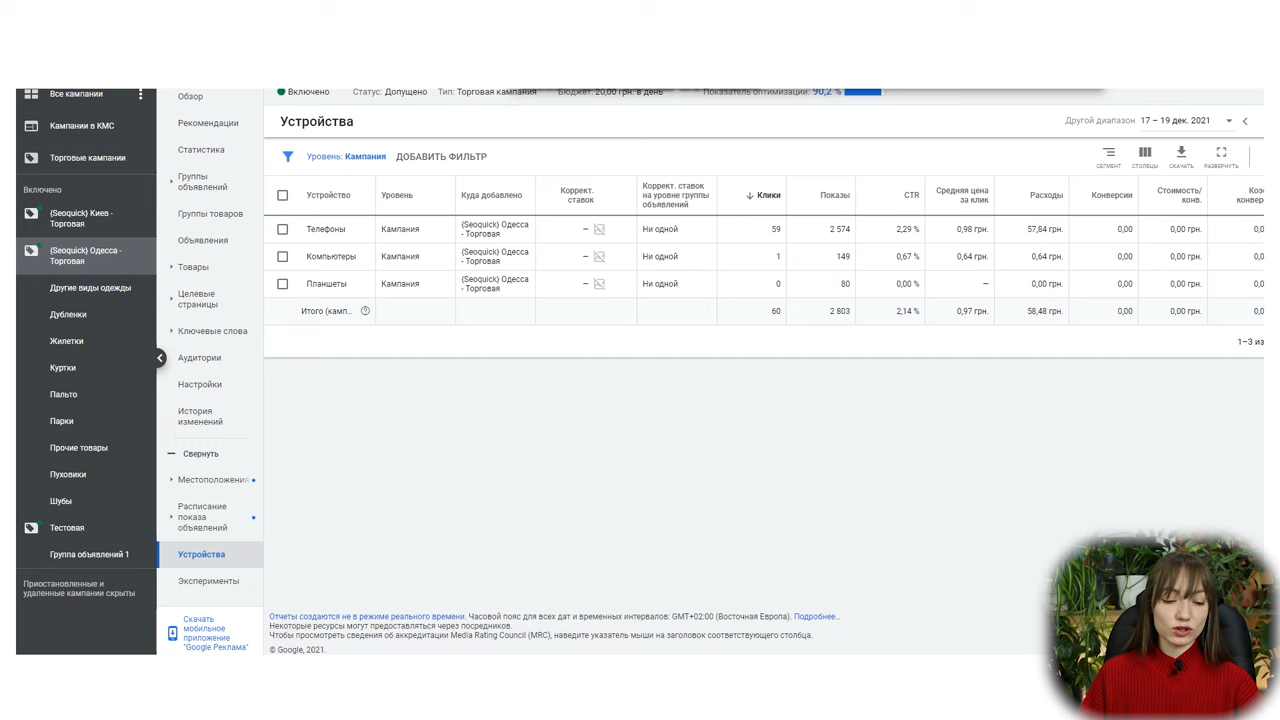 Все кампании
Кампании в КМС
Торговые кампании
Включено
{Seoquick} Киев -
Торговая
{Seoquick} Одесса -
Торговая
Другие виды одежды
Дубленки
Жилетки
Куртки
Пальто
Парки
Прочие товары
Пуховики
Шубы
Тестовая
Группа объявлений 1
Приостановленные и
удаленные кампании скрыты
Обзор
Рекомендации
Статистика
Группы
объявлений
Группы товаров
Объявления
Товары
Целевые
страницы
Ключевые слова
Аудитории
Настройки
История
изменений
Свернуть
Местоположения
Расписание
показа
объявлений
Устройства
Эксперименты
Скачать
мобильное
приложение
"Google Реклама"
Включено Статус: Допущено Тип: Торговая кампания Бюджет: 20,00 грн. в день Показатель оптимизации: 90,2 %
Устройства
Другой диапазон 17 – 19 дек. 2021
Уровень: Кампания ДОБАВИТЬ ФИЛЬТР
СЕГМЕНТ СТОЛБЦЫ СКАЧАТЬ РАЗВЕРНУТЬ
Устройство Уровень Куда добавлено Коррект. ставок Коррект. ставок на уровне группы объявлений Клики Показы CTR Средняя цена за клик Расходы Конверсии Стоимость/ конв.
Телефоны Кампания {Seoquick} Одесса - Торговая – Ни одной 59 2 574 2,29 % 0,98 грн. 57,84 грн. 0,00 0,00 грн. 0,0
Компьютеры Кампания {Seoquick} Одесса - Торговая – Ни одной 1 149 0,67 % 0,64 грн. 0,64 грн. 0,00 0,00 грн. 0,0
Планшеты Кампания {Seoquick} Одесса - Торговая – Ни одной 0 80 0,00 % – 0,00 грн. 0,00 0,00 грн. 0,0
Итого (камп... 60 2 803 2,14 % 0,97 грн. 58,48 грн. 0,00 0,00 грн. 0,0
1–3 из
Отчеты создаются не в режиме реального времени. Часовой пояс для всех дат и временных интервалов: GMT+02:00 (Восточная Европа). Подробнее...
Некоторые ресурсы могут предоставляться через посредников.
Чтобы просмотреть сведения об аккредитации Media Rating Council (MRC), наведите указатель мыши на заголовок соответствующего столбца.
© Google, 2021.